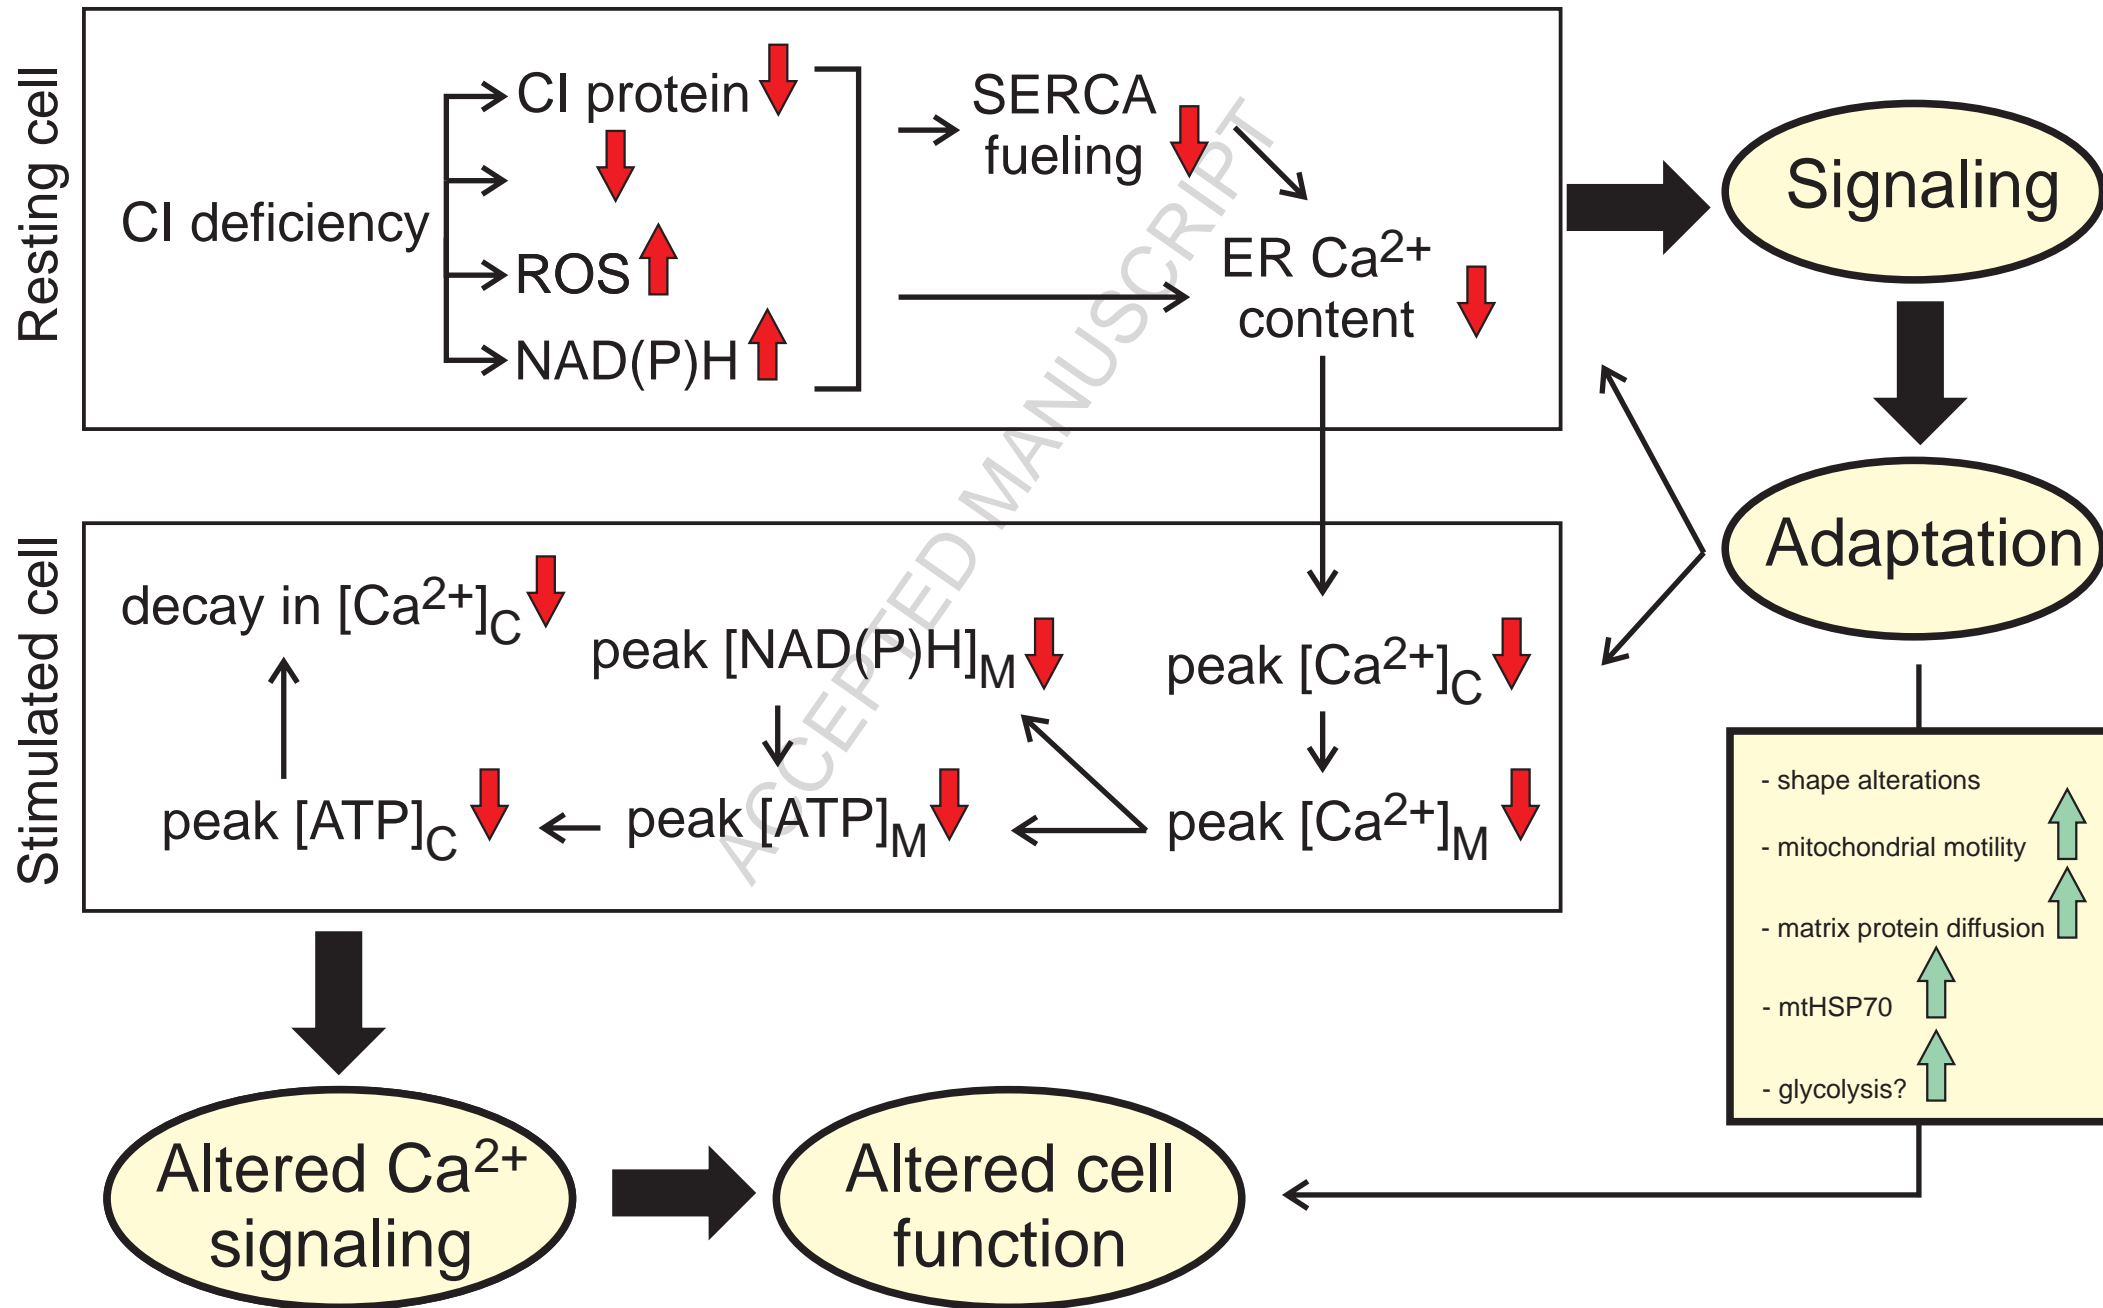 Resting cell
CI deficiency
CI protein
ROS
NAD(P)H
SERCA
fueling
ER Ca2+
content
Signaling
Adaptation
Stimulated cell
decay in [Ca2+]C
peak [NAD(P)H]M
peak [Ca2+]C
peak [ATP]C
peak [ATP]M
peak [Ca2+]M
- shape alterations
- mitochondrial motility
- matrix protein diffusion
- mtHSP70
- glycolysis?
Altered Ca2+
signaling
Altered cell
function
ACCEPTED MANUSCRIPT